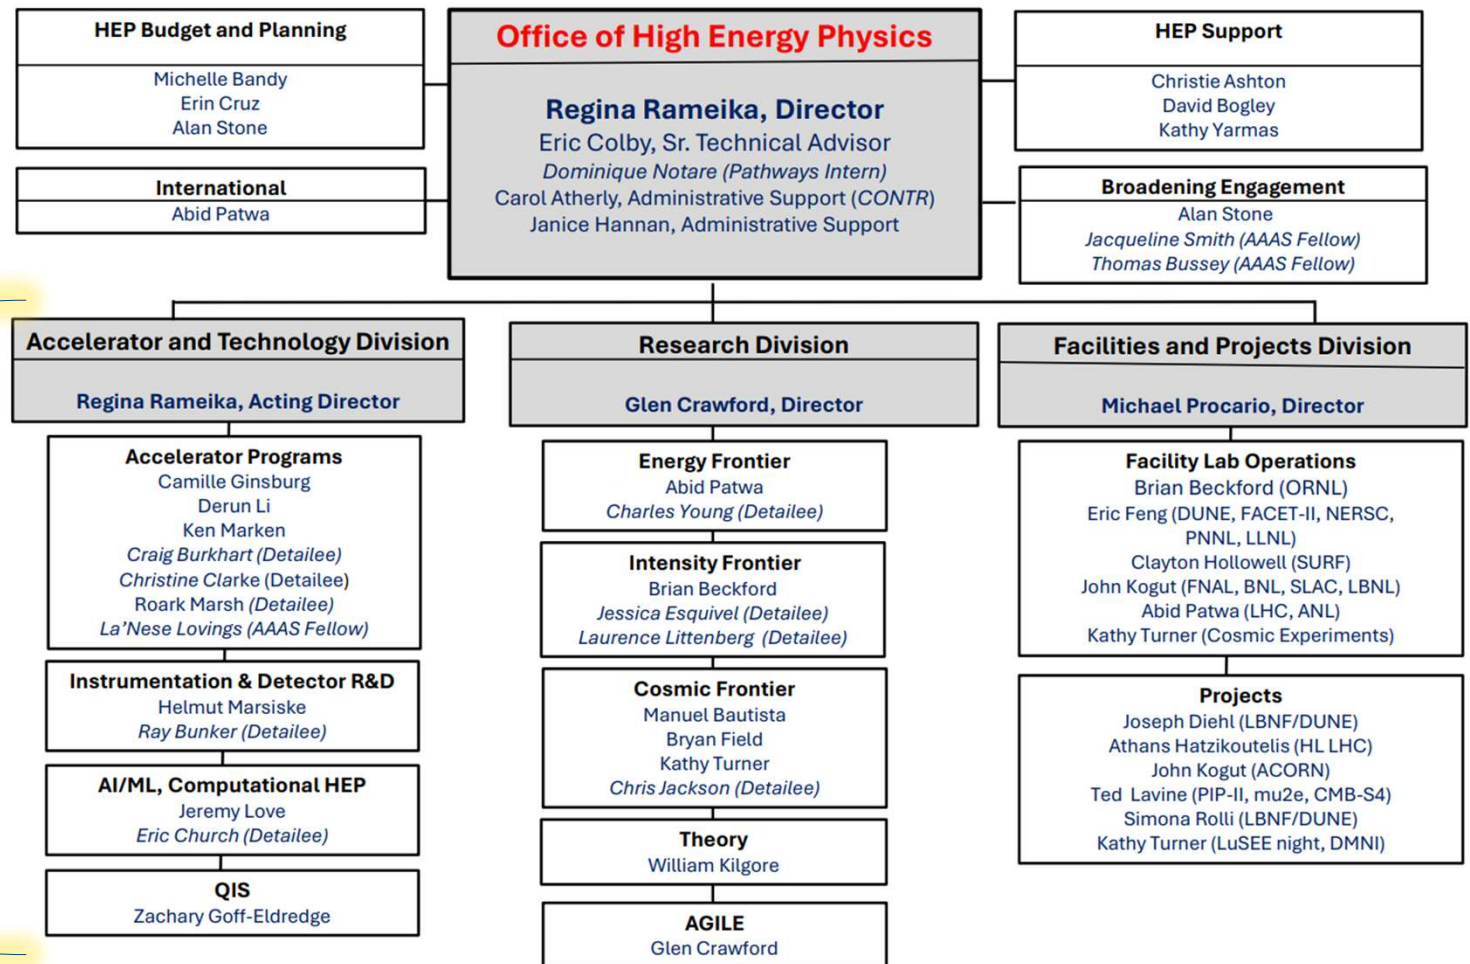 HEP Budget and Planning
Michelle Bandy
Erin Cruz
Alan Stone
International
Abid Patwa
Office of High Energy Physics
Regina Rameika, Director
Eric Colby, Sr. Technical Advisor
Dominique Notare (Pathways Intern)
Carol Atherly, Administrative Support (CONTR)
Janice Hannan, Administrative Support
HEP Support
Christie Ashton
David Bogley
Kathy Yarmas
Broadening Engagement
Alan Stone
Jacqueline Smith (AAAS Fellow)
Thomas Bussey (AAAS Fellow)
Accelerator and Technology Division
Regina Rameika, Acting Director
Accelerator Programs
Camille Ginsburg
Derun Li
Ken Marken
Craig Burkhart (Detailee)
Christine Clarke (Detailee)
Roark Marsh (Detailee)
La’Nese Lovings (AAAS Fellow)
Instrumentation & Detector R&D
Helmut Marsiske
Ray Bunker (Detailee)
AI/ML, Computational HEP
Jeremy Love
Eric Church (Detailee)
QIS
Zachary Goff-Eldredge
Research Division
Glen Crawford, Director
Energy Frontier
Abid Patwa
Charles Young (Detailee)
Intensity Frontier
Brian Beckford
Jessica Esquivel (Detailee)
Laurence Littenberg (Detailee)
Cosmic Frontier
Manuel Bautista
Bryan Field
Kathy Turner
Chris Jackson (Detailee)
Theory
William Kilgore
AGILE
Glen Crawford
Facilities and Projects Division
Michael Procario, Director
Facility Lab Operations
Brian Beckford (ORNL)
Eric Feng (DUNE, FACET-II, NERSC,
PNNL, LLNL)
Clayton Hollowell (SURF)
John Kogut (FNAL, BNL, SLAC, LBNL)
Abid Patwa (LHC, ANL)
Kathy Turner (Cosmic Experiments)
Projects
Joseph Diehl (LBNF/DUNE)
Athans Hatzikoutelis (HL LHC)
John Kogut (ACORN)
Ted Lavine (PIP-II, mu2e, CMB-S4)
Simona Rolli (LBNF/DUNE)
Kathy Turner (LuSEE night, DMNI)